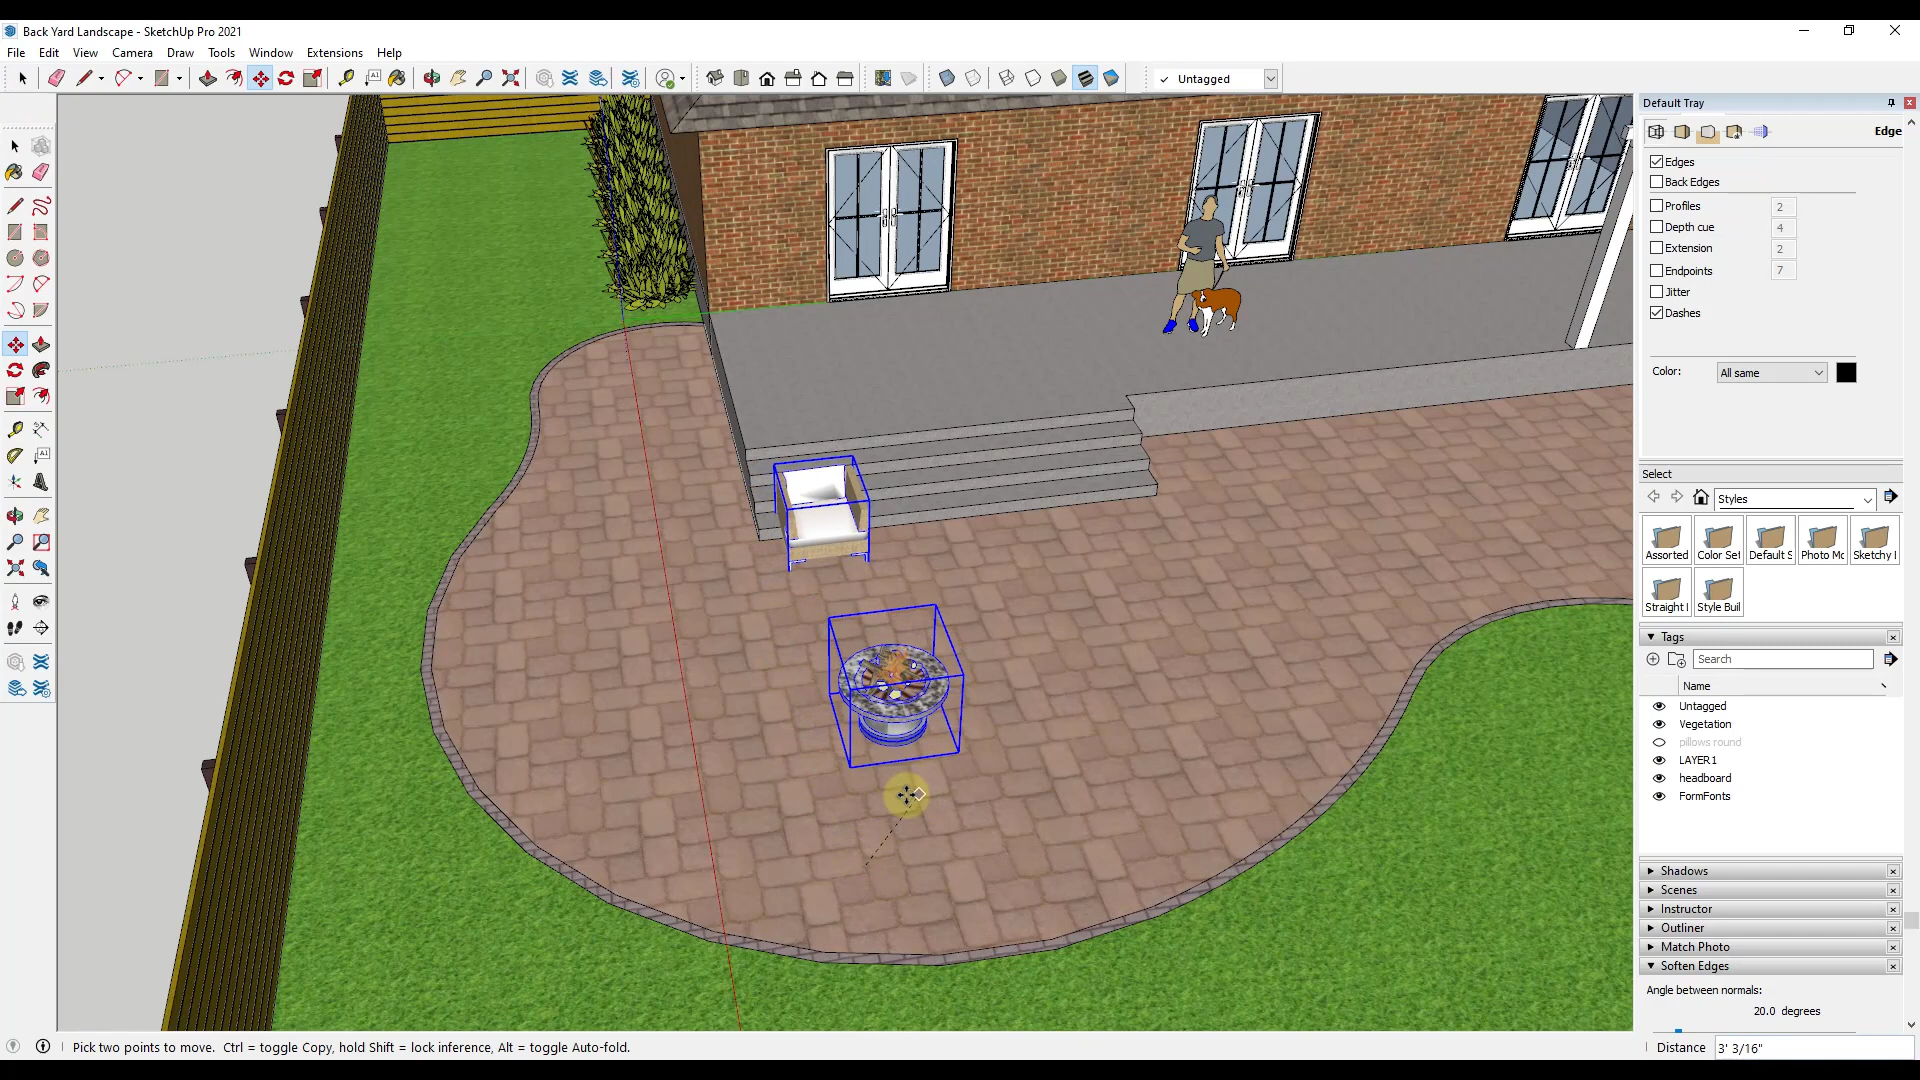 Back Yard Landscape - SketchUp Pro 2021
File Edit View Camera Draw Tools Window Extensions Help
A1
Untagged
Default Tray
Edge
Edges
Back Edges
Profiles 2
Depth cue 4
Extension 2
Endpoints 7
Jitter
Dashes
Color: All same
A1
Select
Styles
Assorted Color Set Default S Photo Mo Sketchy I
Straight l Style Buil
Tags
Search
Name
Untagged
Vegetation
pillows round
LAYER1
headboard
FormFonts
Shadows
Scenes
Instructor
Outliner
Match Photo
Soften Edges
Angle between normals:
20.0 degrees
Pick two points to move. Ctrl = toggle Copy, hold Shift = lock inference, Alt = toggle Auto-fold.
Distance 3' 3/16"